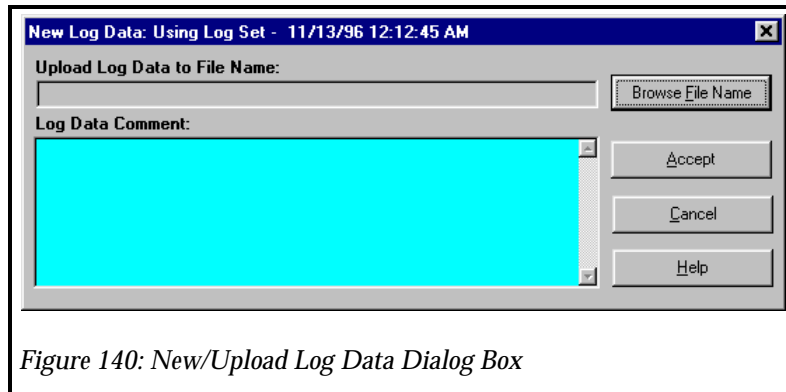 New Log Data: Using Log Set - 11/13/96 12:12:45 AM
Upload Log Data to File Name:
Browse File Name
Log Data Comment:
Accept
Cancel
Help
Figure 140: New/Upload Log Data Dialog Box